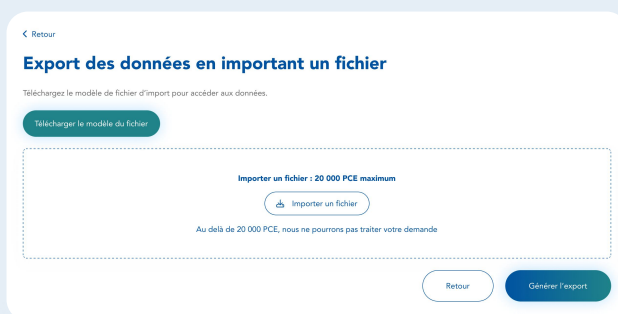 Retour
Export des données en important un fichier
Téléchargez le modèle de fichier d'import pour accéder aux données.
Télécharger le modèle du fichier
Importer un fichier : 20 000 PCE maximum
Importer un fichier
Au delà de 20 000 PCE, nous ne pourrons pas traiter votre demande
Retour
Générer l'export